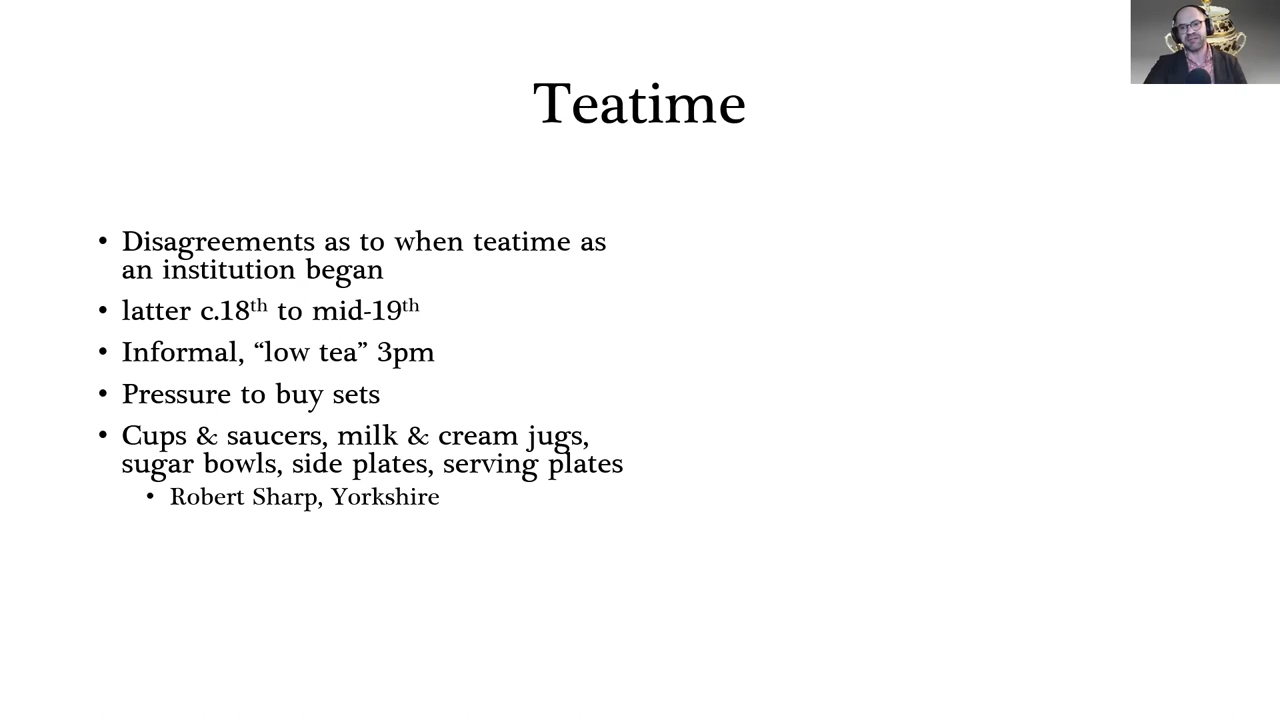 Teatime
• Disagreements as to when teatime as
an institution began
• latter c.18th to mid-19th
• Informal, “low tea” 3pm
• Pressure to buy sets
• Cups & saucers, milk & cream jugs,
sugar bowls, side plates, serving plates
• Robert Sharp, Yorkshire